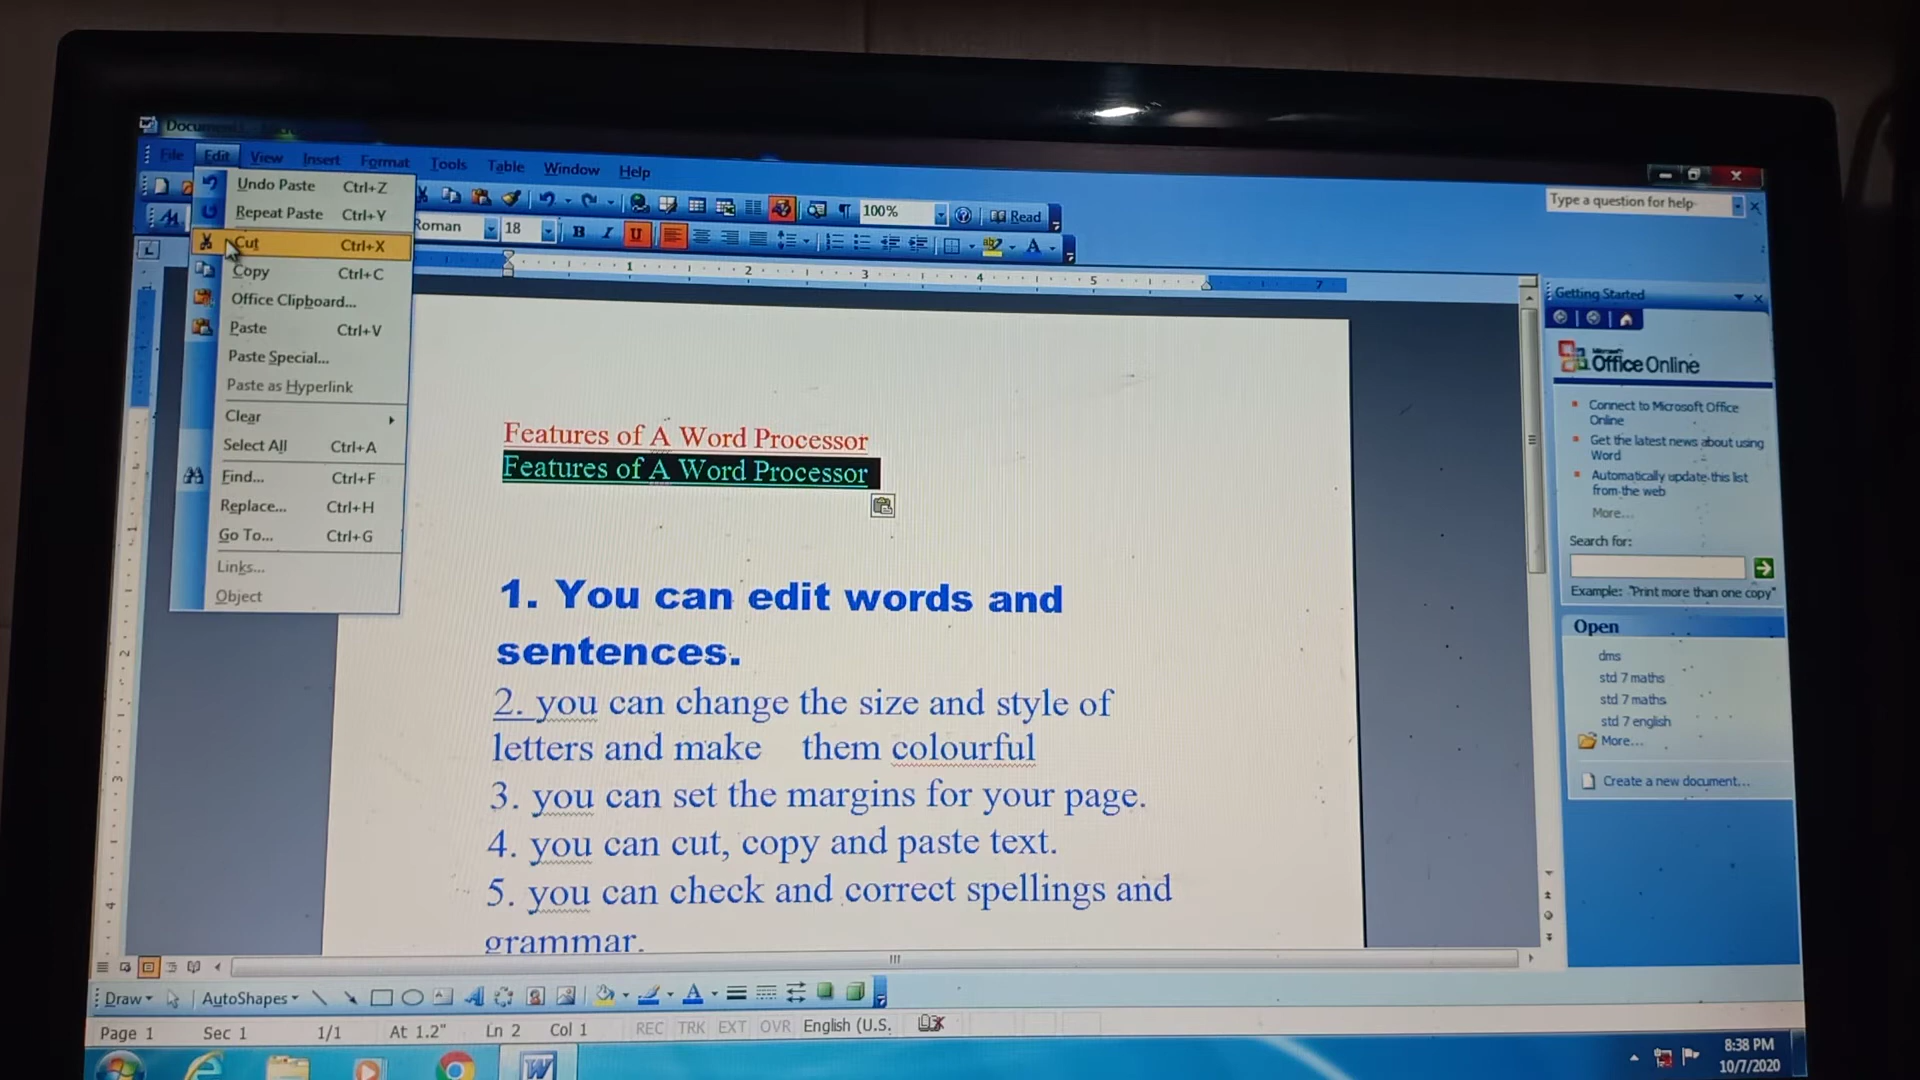 Document
File Edit View Insert Format Tools Table Window Help
Type a question for help
Undo Paste Ctrl+Z
Repeat Paste Ctrl+Y
Cut Ctrl+X
Copy Ctrl+C
Office Clipboard...
Paste Ctrl+V
Paste Special...
Paste as Hyperlink
Clear
Select All Ctrl+A
Find... Ctrl+F
Replace... Ctrl+H
Go To... Ctrl+G
Links...
Object
100% Read
Roman 18 B I U
1 2 3 4 5 7
Features of A Word Processor
Features of A Word Processor
1. You can edit words and
sentences.
2. you can change the size and style of
letters and make them colourful
3. you can set the margins for your page.
4. you can cut, copy and paste text.
5. you can check and correct spellings and
grammar.
Getting Started
Microsoft
Office Online
Connect to Microsoft Office
Online
Get the latest news about using
Word
Automatically update this list
from the web
More...
Search for:
Example: "Print more than one copy"
Open
dms
std 7 maths
std 7 maths
std 7 english
More...
Create a new document...
Draw AutoShapes
Page 1 Sec 1 1/1 At 1.2" Ln 2 Col 1 REC TRK EXT OVR English (U.S.
8:38 PM
10/7/2020